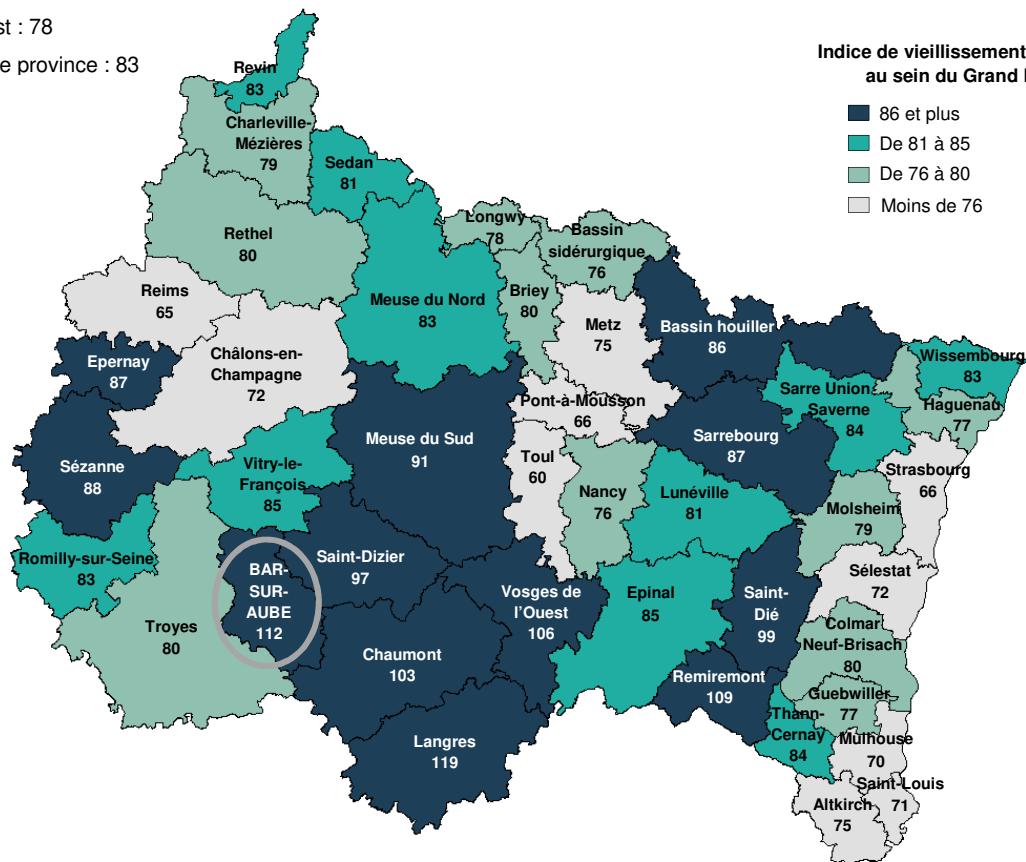 st : 78
e province : 83
Indice de vieillissement
au sein du Grand
86 et plus
De 81 à 85
De 76 à 80
Moins de 76
Revin
83
Charleville-
Mézières
79
Sedan
81
Rethel
80
Longwy
78
Bassin
sidérurgique
76
Reims
65
Meuse du Nord
83
Briey
80
Metz
75
Bassin houiller
86
Epernay
87
Châlons-en-
Champagne
72
Wissembourg
83
Sarre Union-
Saverne
84
Haguenau
77
Pont-à-Mousson
66
Meuse du Sud
91
Sarrebourg
87
Sézanne
88
Vitry-le-
François
85
Toul
60
Nancy
76
Lunéville
81
Strasbourg
66
Molsheim
79
Romilly-sur-Seine
83
BAR-
SUR-
AUBE
112
Saint-Dizier
97
Vosges de
l'Ouest
106
Epinal
85
Saint-
Dié
99
Sélestat
72
Troyes
80
Chaumont
103
Colmar
Neuf-Brisach
80
Remiremont
109
Guebwiller
77
Langres
119
Thann-
Cernay
84
Mulhouse
70
Saint-Louis
71
Altkirch
75